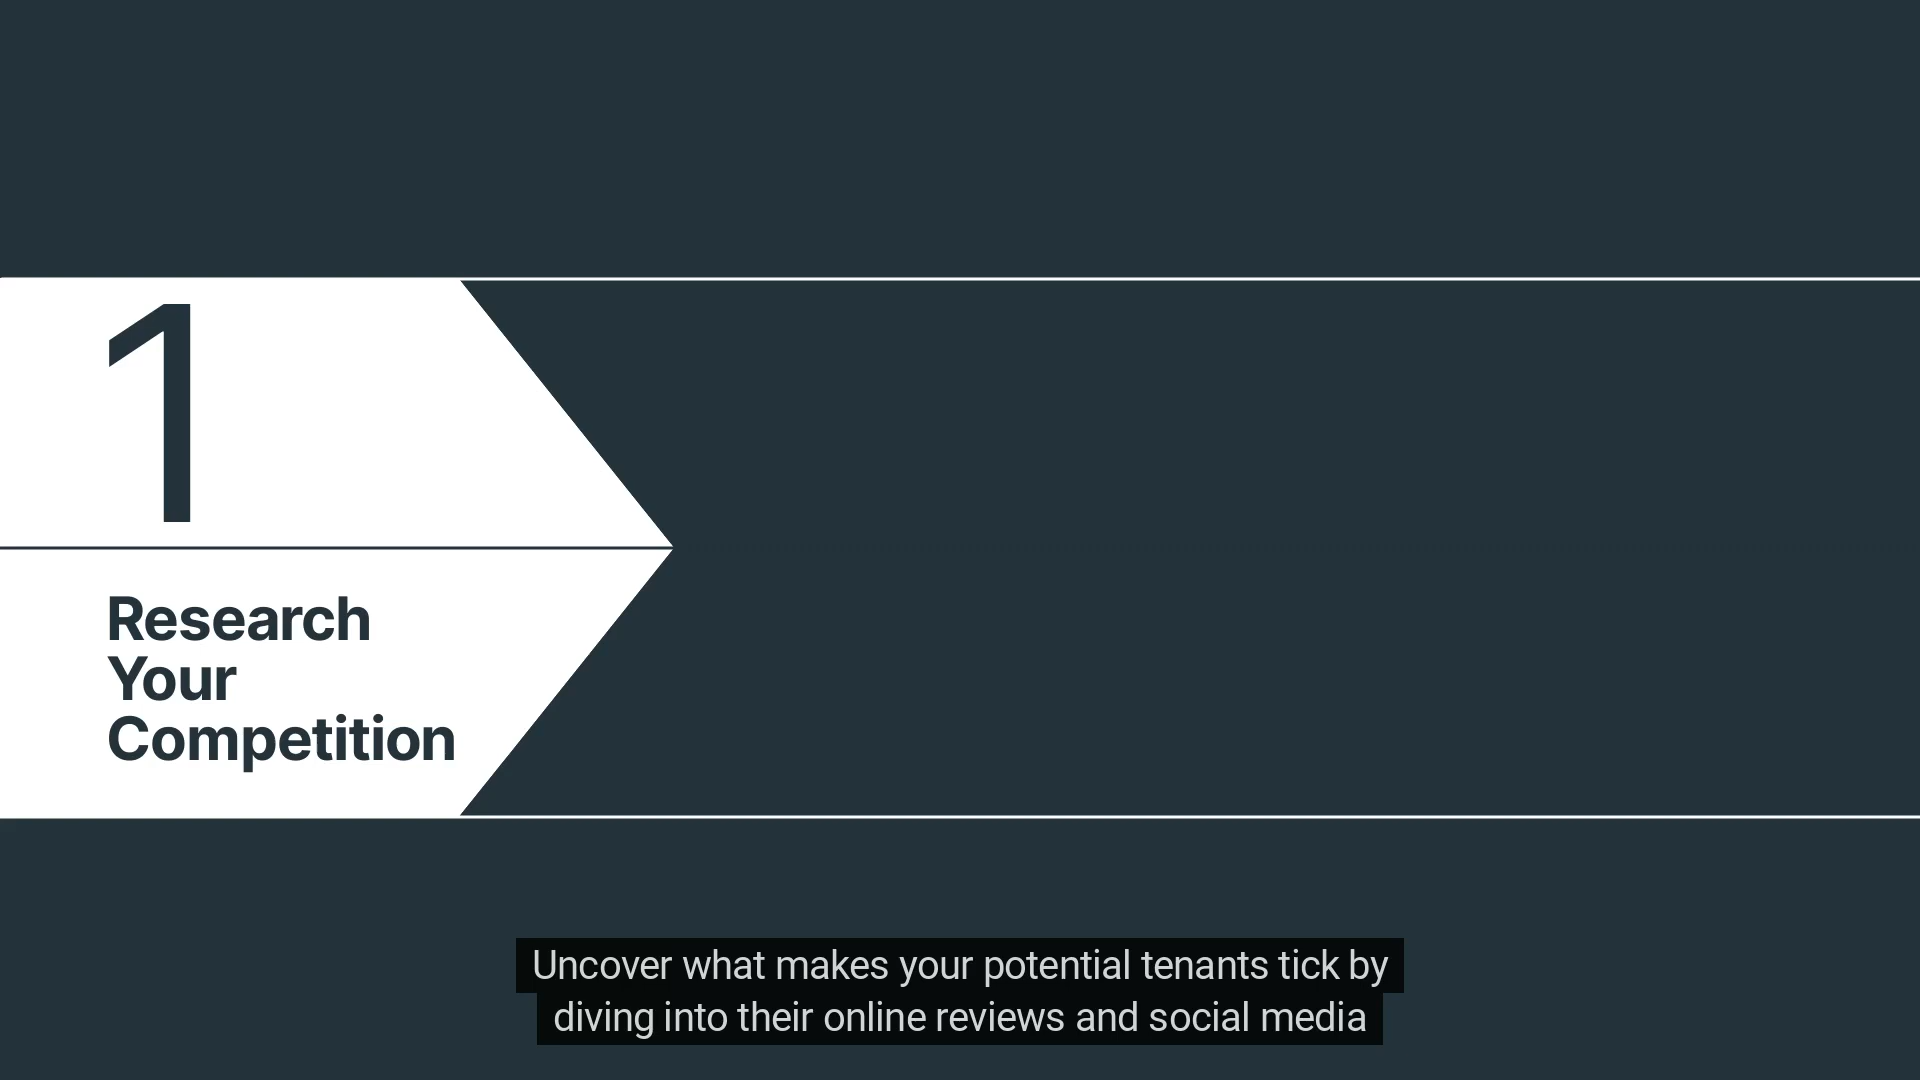 1
Research
Your
Competition
Uncover what makes your potential tenants tick by
diving into their online reviews and social media